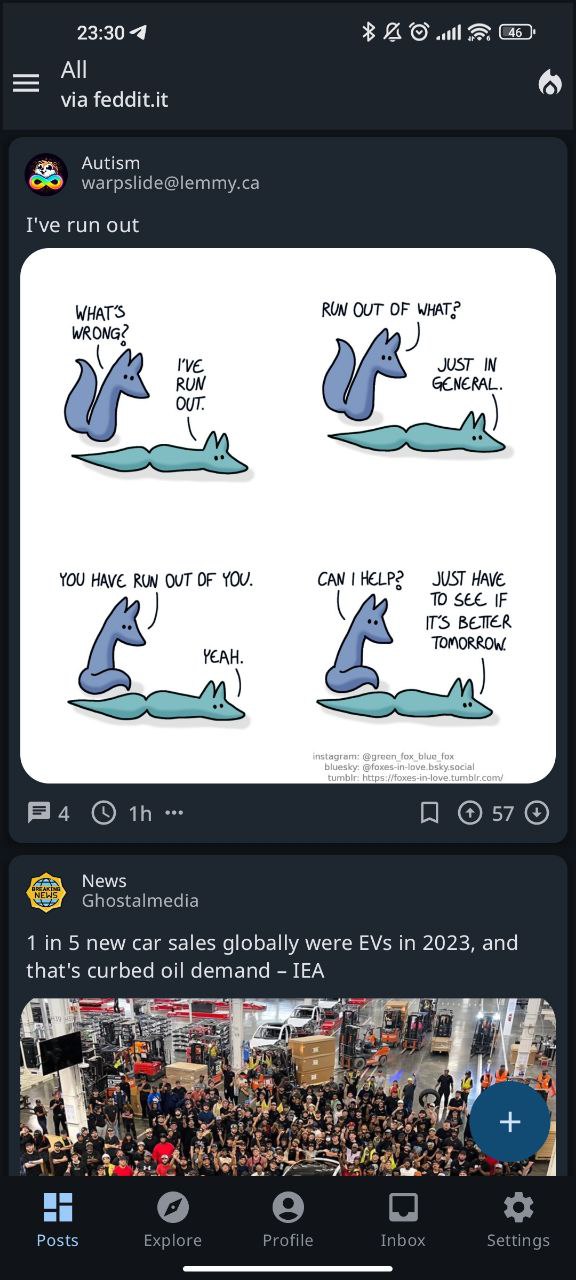 23:30
46
All
via feddit.it
Autism
warpslide@lemmy.ca
I've run out
WHAT'S
WRONG?
I'VE
RUN
OUT.
RUN OUT OF WHAT?
JUST IN
GENERAL.
YOU HAVE RUN OUT OF YOU.
YEAH.
CAN I HELP?
JUST HAVE
TO SEE IF
IT'S BETTER
TOMORROW.
instagram: @green_fox_blue_fox
bluesky: @foxes-in-love.bsky.social
tumblr: https://foxes-in-love.tumblr.com/
4
1h
57
BREAKING
NEWS
News
Ghostalmedia
1 in 5 new car sales globally were EVs in 2023, and
that's curbed oil demand – IEA
Posts
Explore
Profile
Inbox
Settings